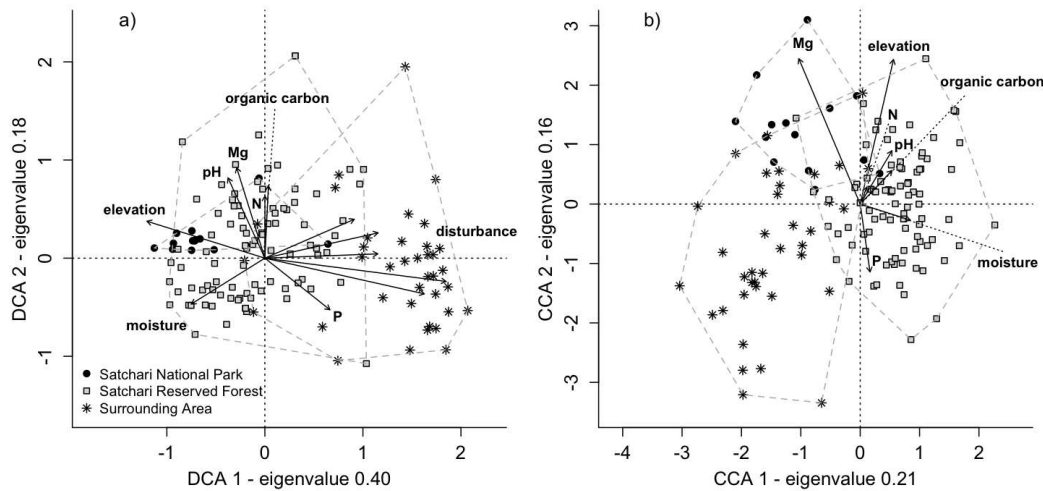 a)
DCA 2 - eigenvalue 0.18
2
1
0
-1
organic carbon
Mg
pH
N
elevation
disturbance
moisture
P
Satchari National Park
Satchari Reserved Forest
Surrounding Area
-1 0 1 2
DCA 1 - eigenvalue 0.40
b)
CCA 2 - eigenvalue 0.16
3
2
1
0
-1
-2
-3
Mg
elevation
organic carbon
N
pH
P
moisture
-4 -3 -2 -1 0 1 2
CCA 1 - eigenvalue 0.21